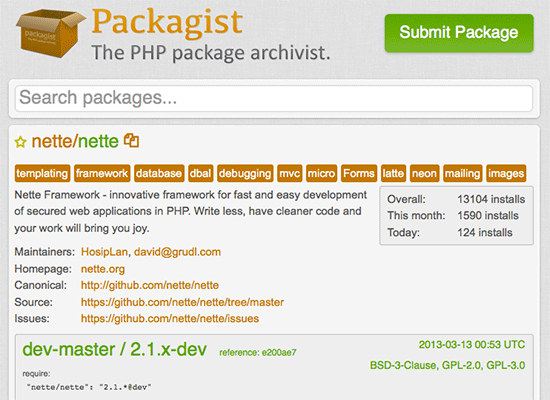 Packagist
The PHP package archivist.
Submit Package
packagist
Search packages...
nette/nette
templating framework database dbal debugging mvc micro Forms latte neon mailing images
Nette Framework - innovative framework for fast and easy development
of secured web applications in PHP. Write less, have cleaner code and
your work will bring you joy.
Overall: 13104 installs
This month: 1590 installs
Today: 124 installs
Maintainers: HosipLan, david@grudl.com
Homepage: nette.org
Canonical: http://github.com/nette/nette
Source: https://github.com/nette/nette/tree/master
Issues: https://github.com/nette/nette/issues
dev-master / 2.1.x-dev reference: e200ae7
2013-03-13 00:53 UTC
BSD-3-Clause, GPL-2.0, GPL-3.0
require:
"nette/nette": "2.1.*@dev"